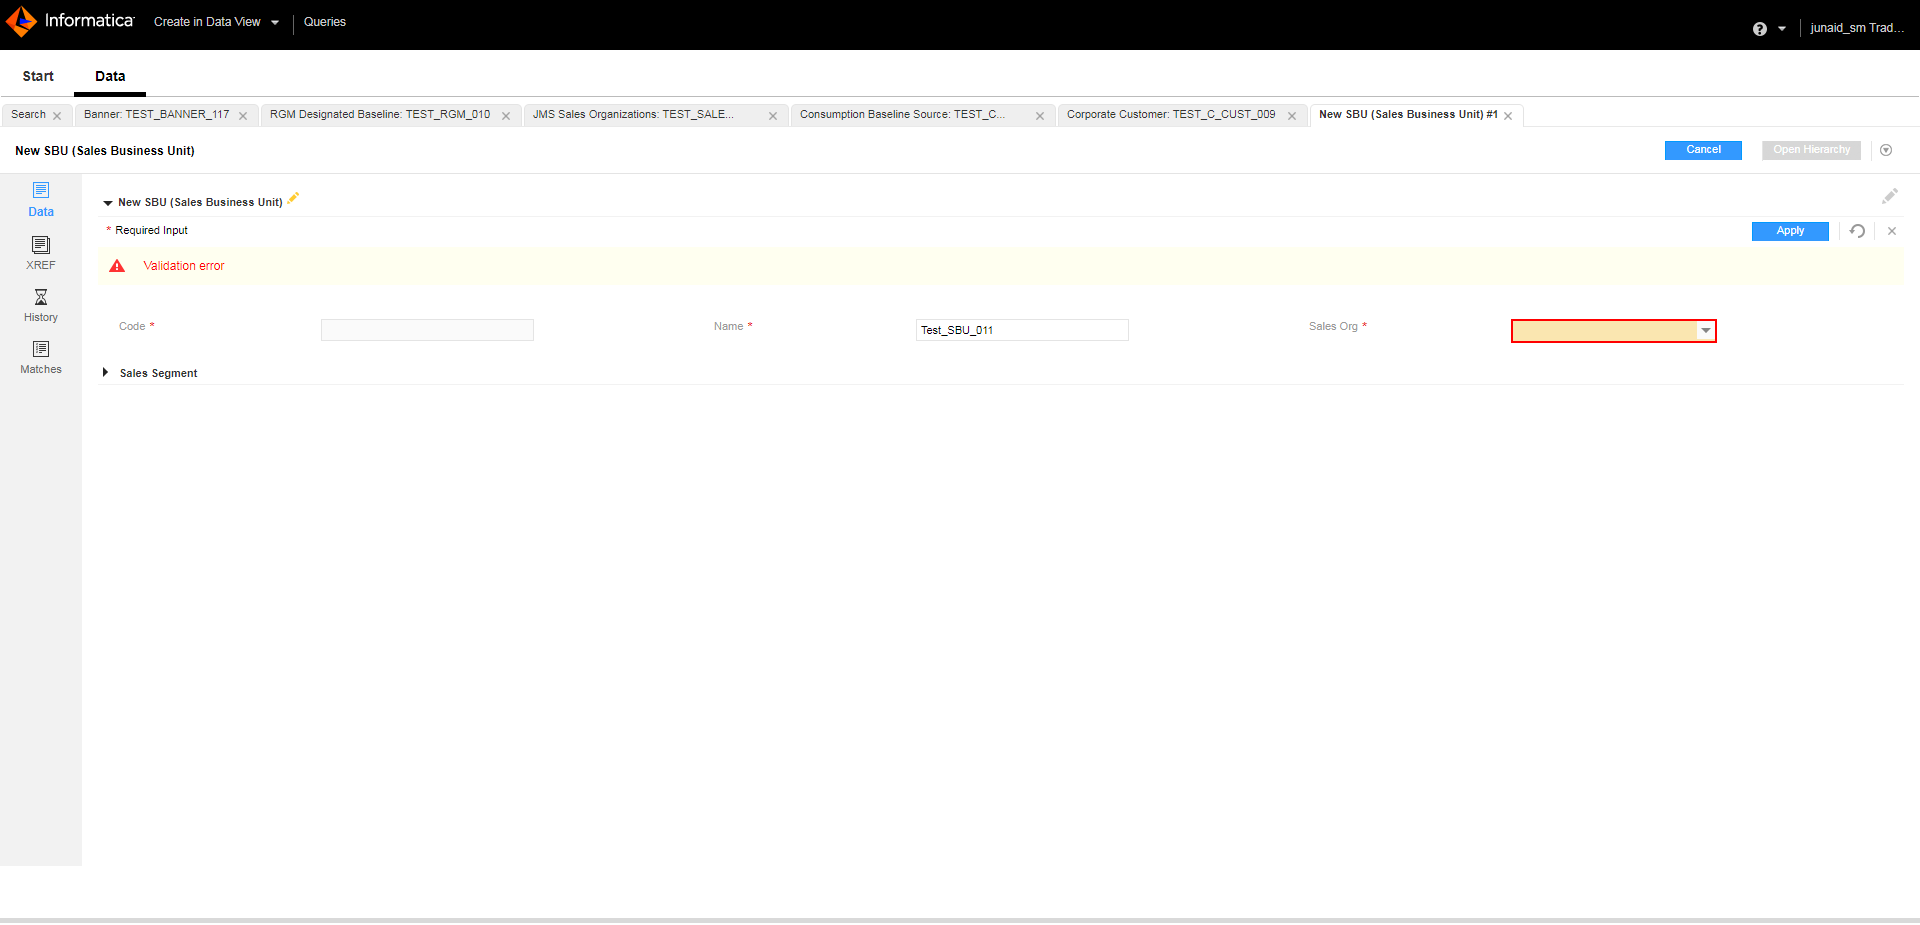 Informatica Create in Data View Queries junaid_sm Trad...
Start Data
Search Banner: TEST_BANNER_117 RGM Designated Baseline: TEST_RGM_010 JMS Sales Organizations: TEST_SALE... Consumption Baseline Source: TEST_C... Corporate Customer: TEST_C_CUST_009 New SBU (Sales Business Unit) #1
New SBU (Sales Business Unit) Cancel Open Hierarchy
Data
XREF
History
Matches
New SBU (Sales Business Unit)
* Required Input Apply
Validation error
Code * Name * Test_SBU_011 Sales Org *
Sales Segment